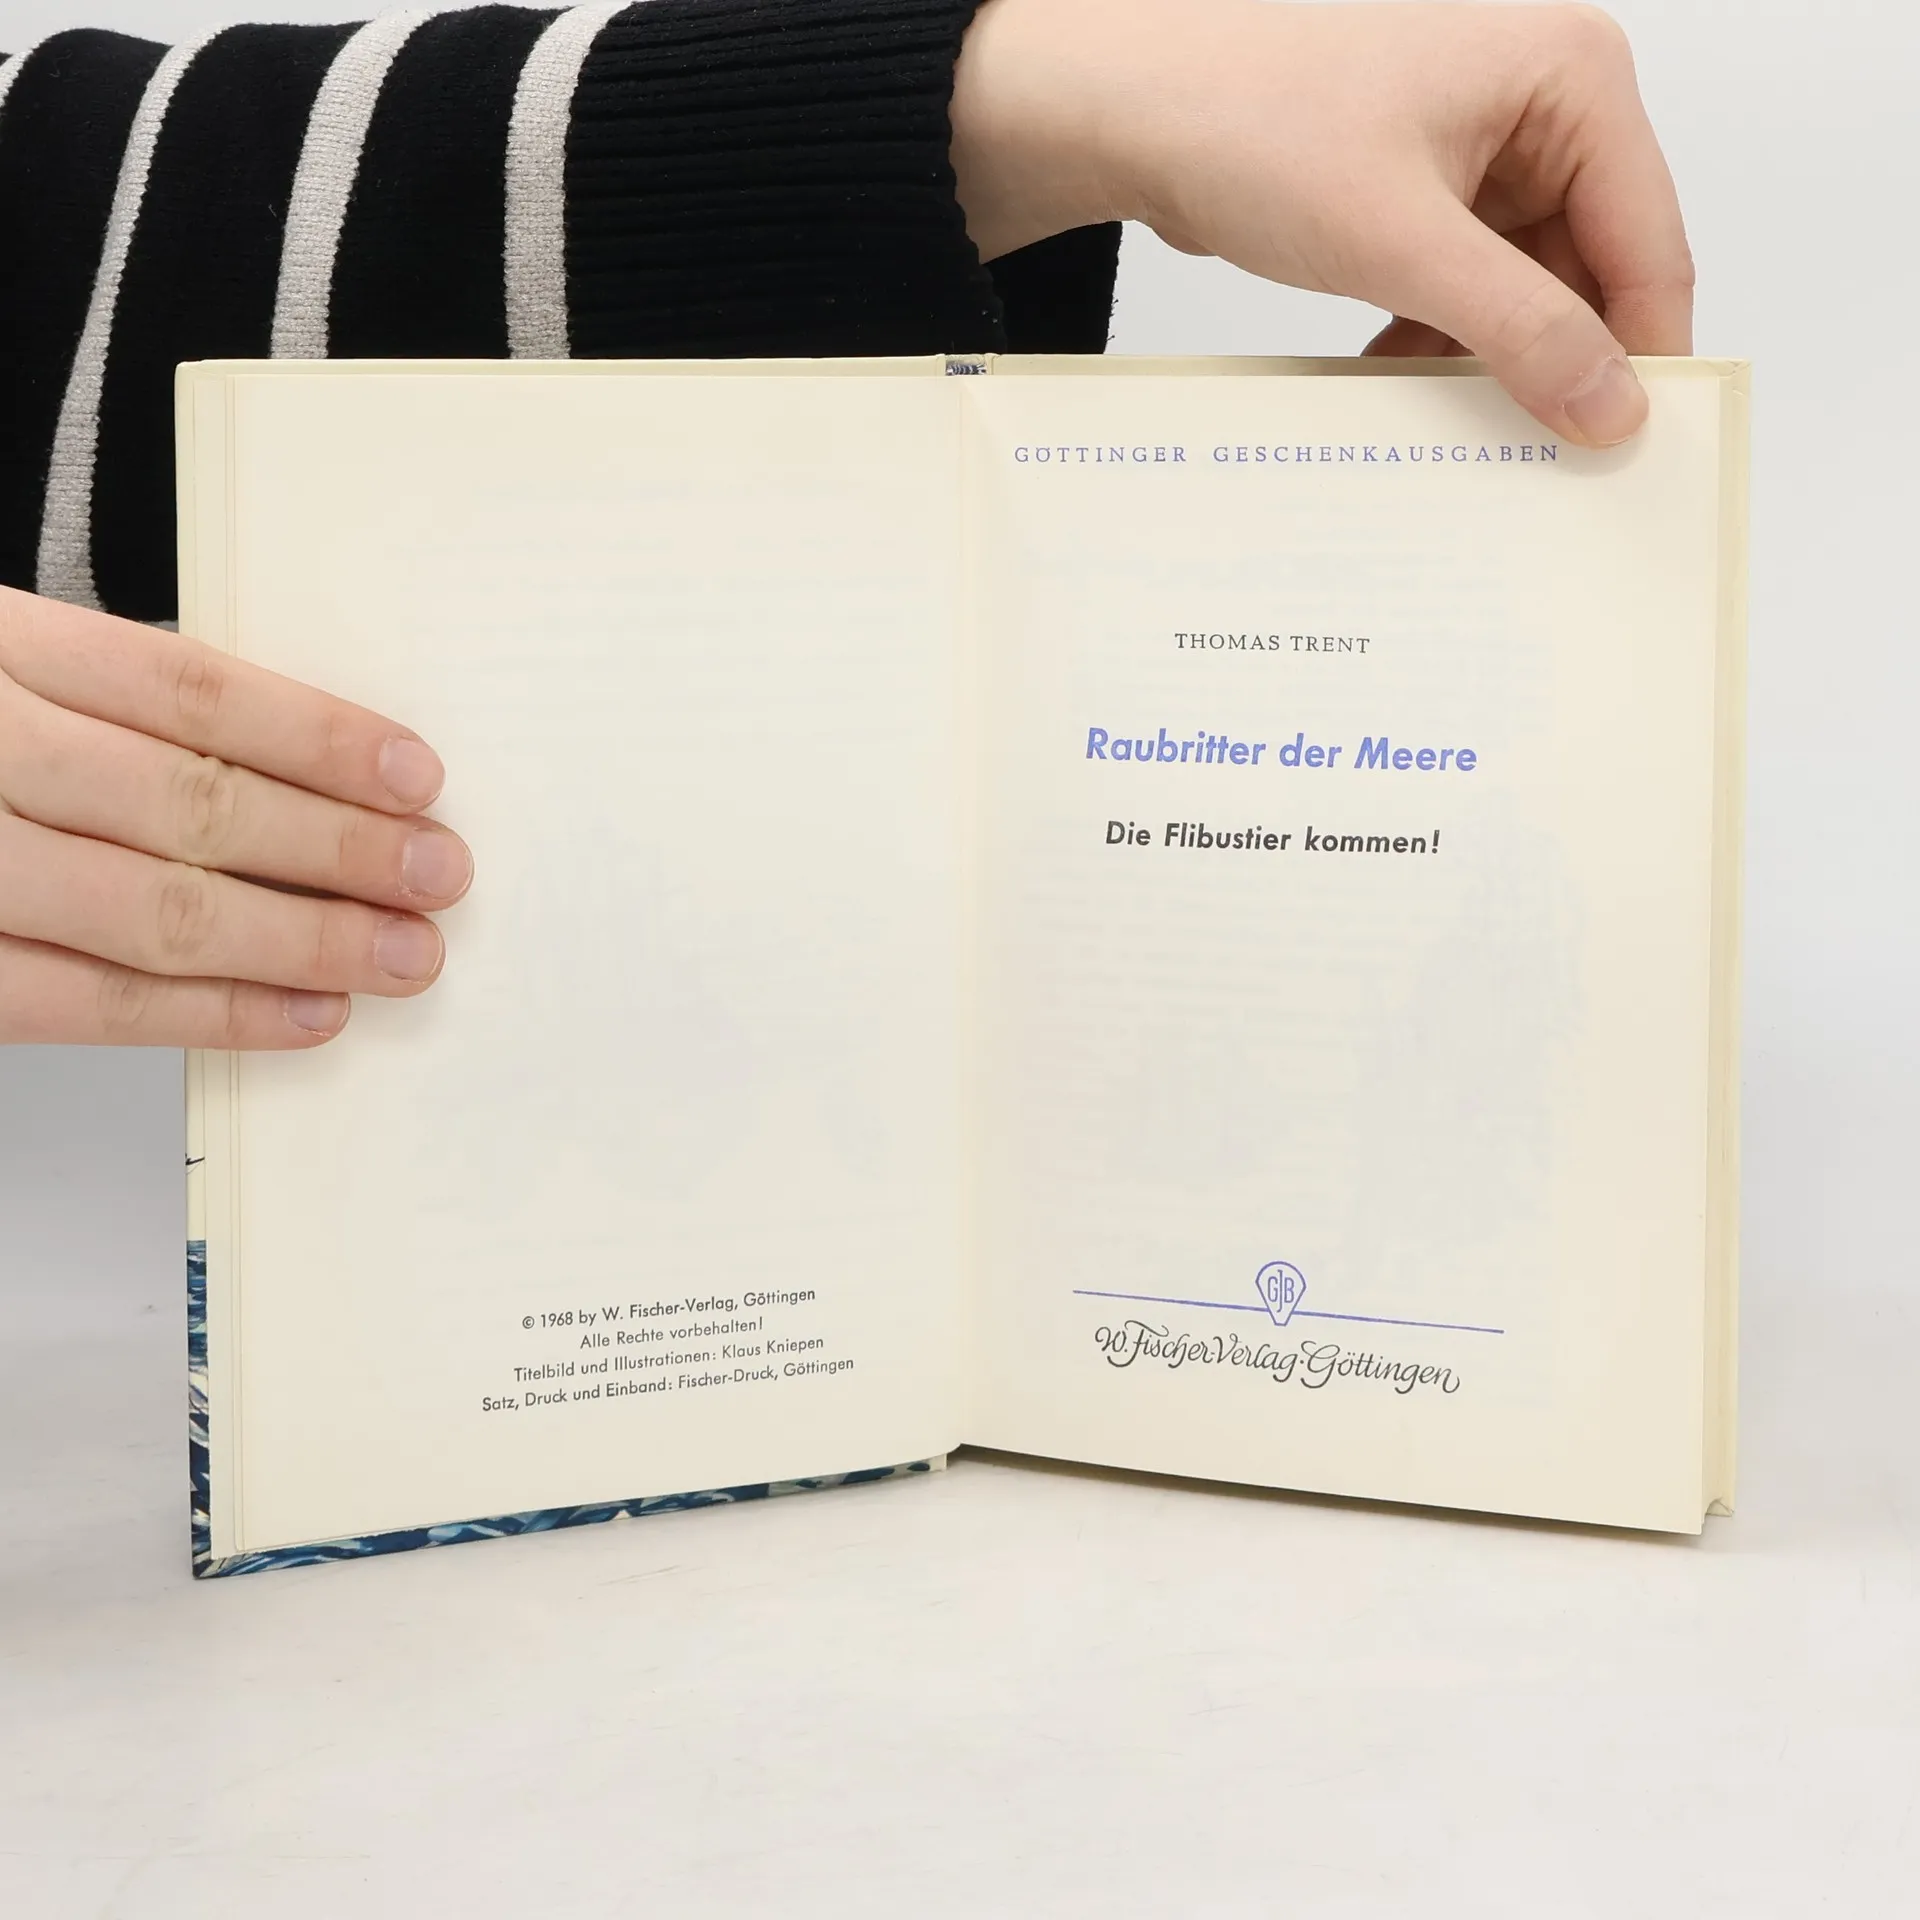 © 1968 by W. Fischer-Verlag, Göttingen
Alle Rechte vorbehalten!
Titelbild und Illustrationen: Klaus Kniepen
Satz, Druck und Einband: Fischer-Druck, Göttingen
GÖTTINGER GESCHENKAUSGABEN
THOMAS TRENT
Raubritter der Meere
Die Flibustier kommen!
GJB
W. Fischer-Verlag·Göttingen